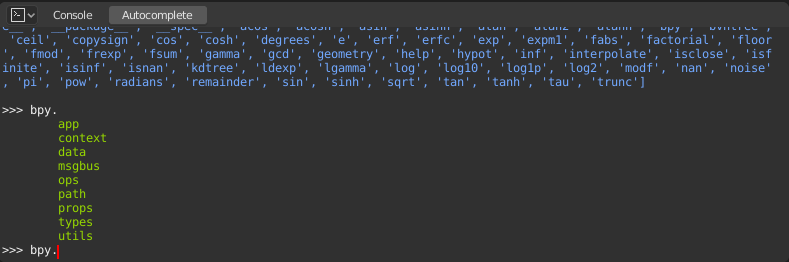 Console Autocomplete
'ceil', 'copysign', 'cos', 'cosh', 'degrees', 'e', 'erf', 'erfc', 'exp', 'expm1', 'fabs', 'factorial', 'floor'
, 'fmod', 'frexp', 'fsum', 'gamma', 'gcd', 'geometry', 'help', 'hypot', 'inf', 'interpolate', 'isclose', 'isf
inite', 'isinf', 'isnan', 'kdtree', 'ldexp', 'lgamma', 'log', 'log10', 'log1p', 'log2', 'modf', 'nan', 'noise'
, 'pi', 'pow', 'radians', 'remainder', 'sin', 'sinh', 'sqrt', 'tan', 'tanh', 'tau', 'trunc']
>>> bpy.
app
context
data
msgbus
ops
path
props
types
utils
>>> bpy.